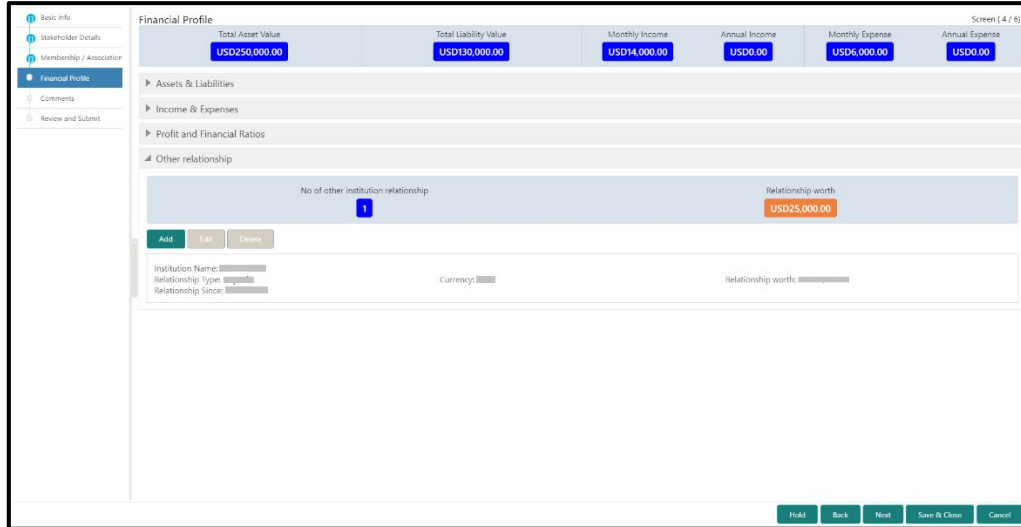 Basic Info
Stakeholder Details
Membership / Association
Financial Profile
Comments
Review and Submit
Financial Profile
Screen ( 4 / 6)
Total Asset Value
USD250,000.00
Total Liability Value
USD130,000.00
Monthly Income
USD14,000.00
Annual Income
USD0.00
Monthly Expense
USD6,000.00
Annual Expense
USD0.00
Assets & Liabilities
Income & Expenses
Profit and Financial Ratios
Other relationship
No of other institution relationship
1
Relationship worth
USD25,000.00
Add
Edit
Delete
Institution Name:
Relationship Type:
Relationship Since:
Currency:
Relationship worth:
Hold
Back
Next
Save & Close
Cancel